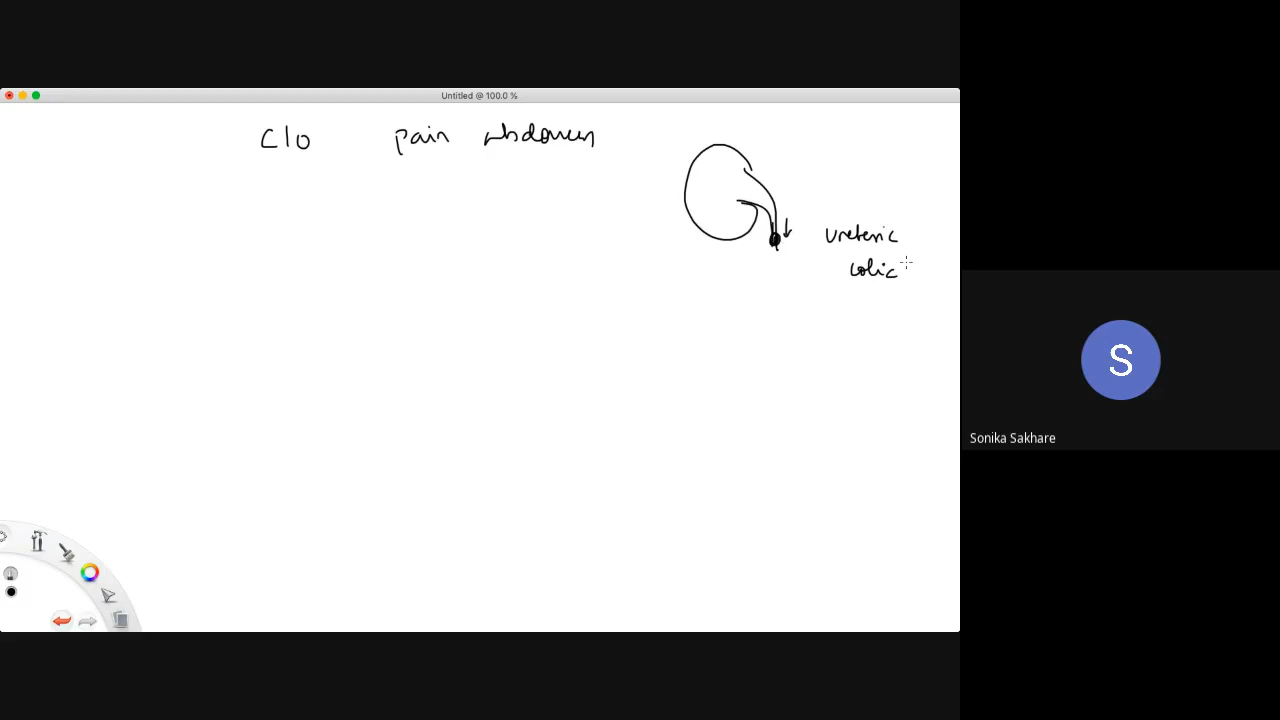 Untitled @ 100.0 %
C/O pain abdomen
ureteric
colic
S
Sonika Sakhare